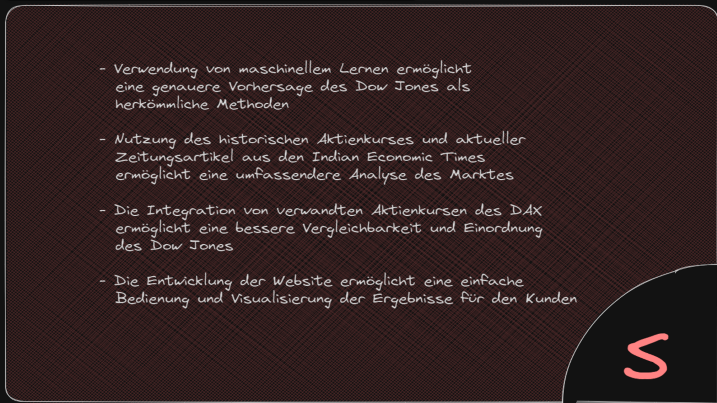 - Verwendung von maschinellem Lernen ermöglicht
eine genauere Vorhersage des Dow Jones als
herkömmliche Methoden
- Nutzung des historischen Aktienkurses und aktueller
Zeitungsartikel aus den Indian Economic Times
ermöglicht eine umfassendere Analyse des Marktes
- Die Integration von verwandten Aktienkursen des DAX
ermöglicht eine bessere Vergleichbarkeit und Einordnung
des Dow Jones
- Die Entwicklung der Website ermöglicht eine einfache
Bedienung und Visualisierung der Ergebnisse für den Kunden
S